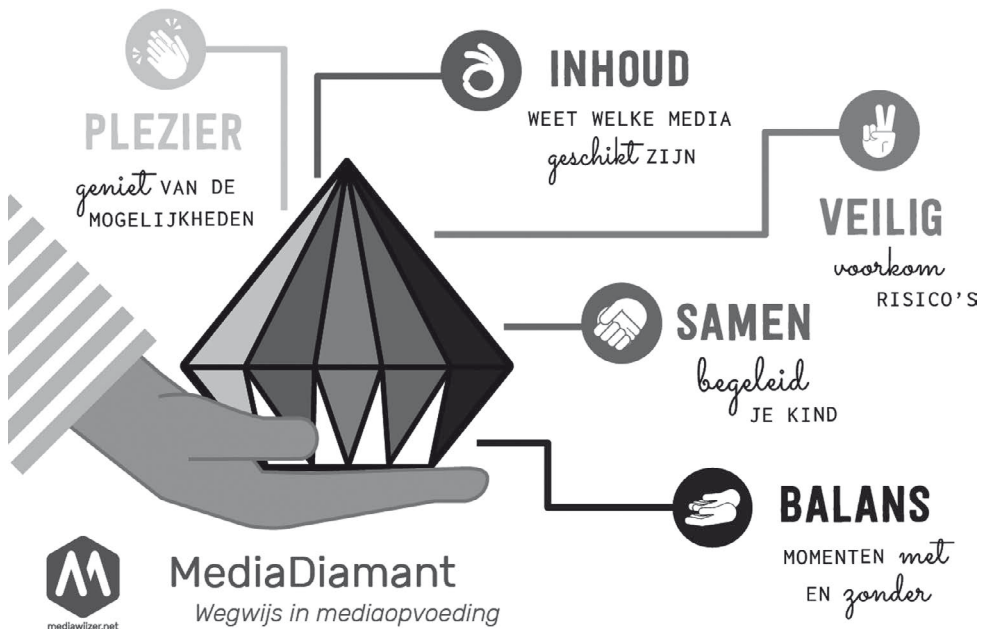 PLEZIER
geniet VAN DE
MOGELIJKHEDEN
INHOUD
WEET WELKE MEDIA
geschikt ZIJN
VEILIG
voorkom
RISICO'S
SAMEN
begeleid
JE KIND
BALANS
MOMENTEN met
EN zonder
MediaDiamant
Wegwijs in mediaopvoeding
mediawijzer.net